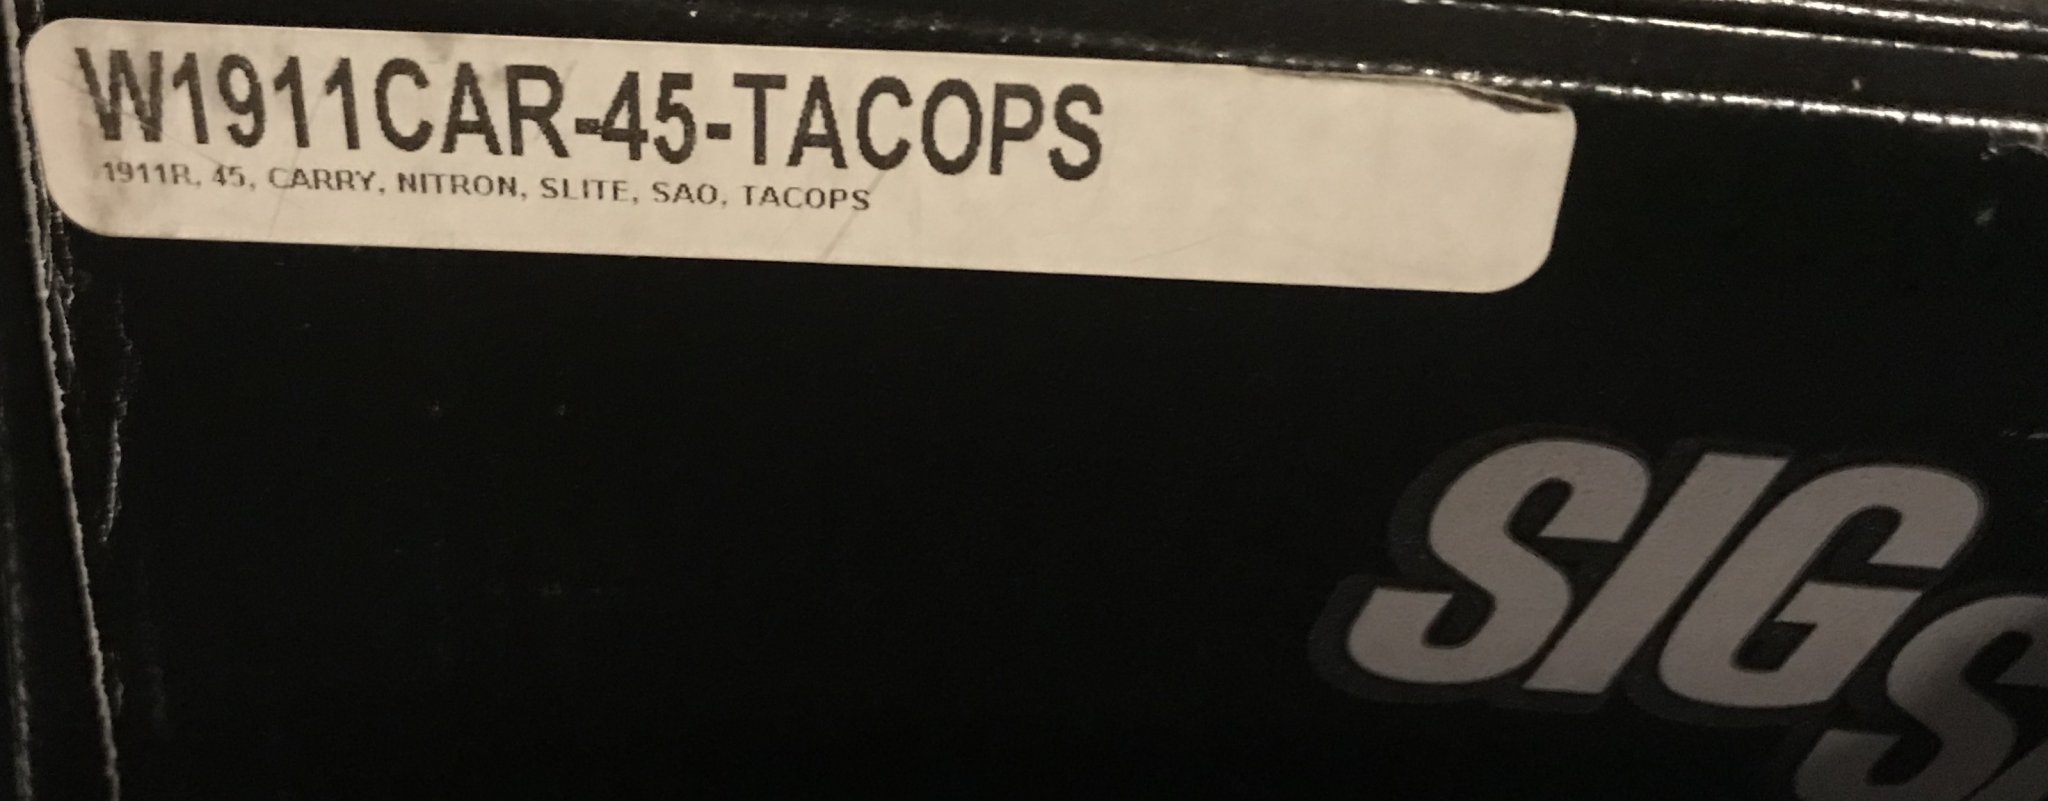 W1911CAR-45-TACOPS
1911R, 45, CARRY, NITRON, SLITE, SAO, TACOPS
SIG